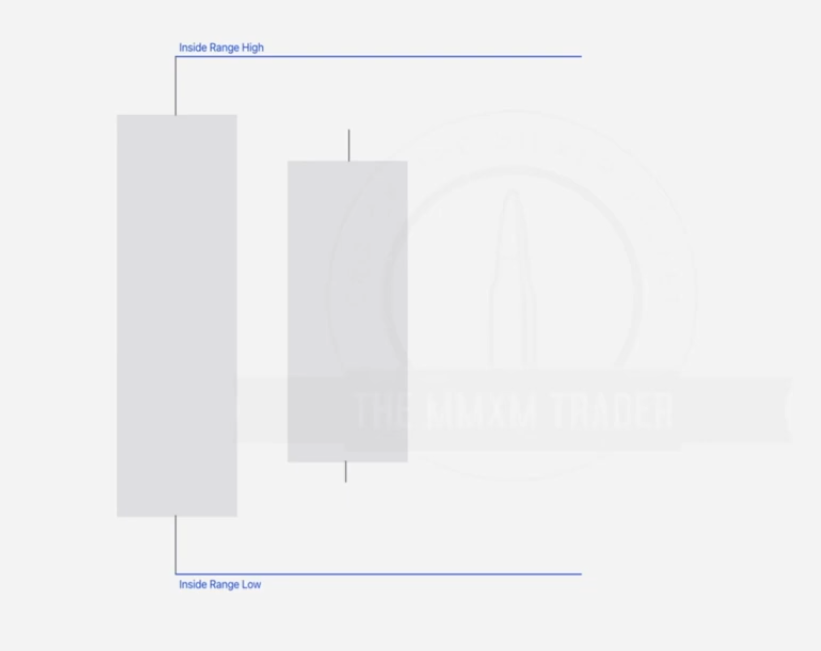 Inside Range High
THE MMXM TRADER
Inside Range Low